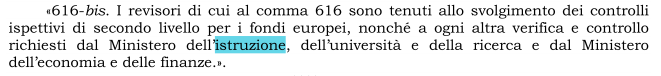 «616-bis. I revisori di cui al comma 616 sono tenuti allo svolgimento dei controlli
ispettivi di secondo livello per i fondi europei, nonché a ogni altra verifica e controllo
richiesti dal Ministero dell'istruzione, dell'università e della ricerca e dal Ministero
dell'economia e delle finanze.».